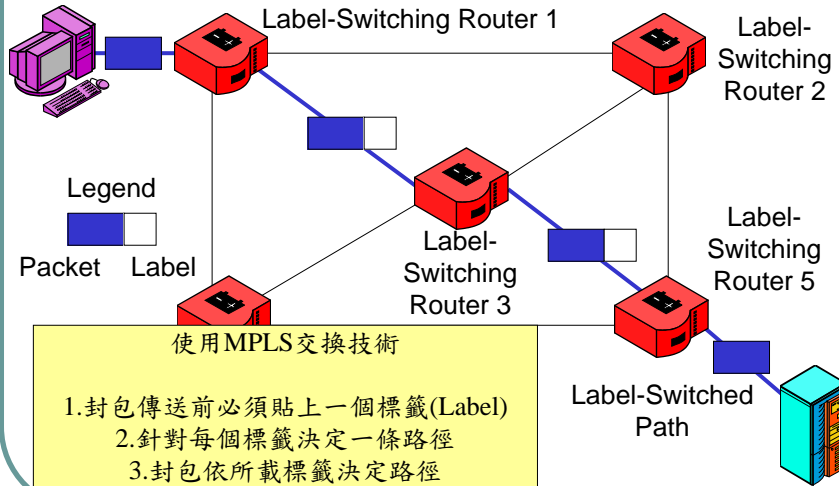 Label-Switching Router 1
Label-
Switching
Router 2
Legend
Packet Label
Label-
Switching
Router 3
Label-
Switching
Router 5
Label-Switched
Path
使用MPLS交換技術
1.封包傳送前必須貼上一個標籤(Label)
2.針對每個標籤決定一條路徑
3.封包依所載標籤決定路徑